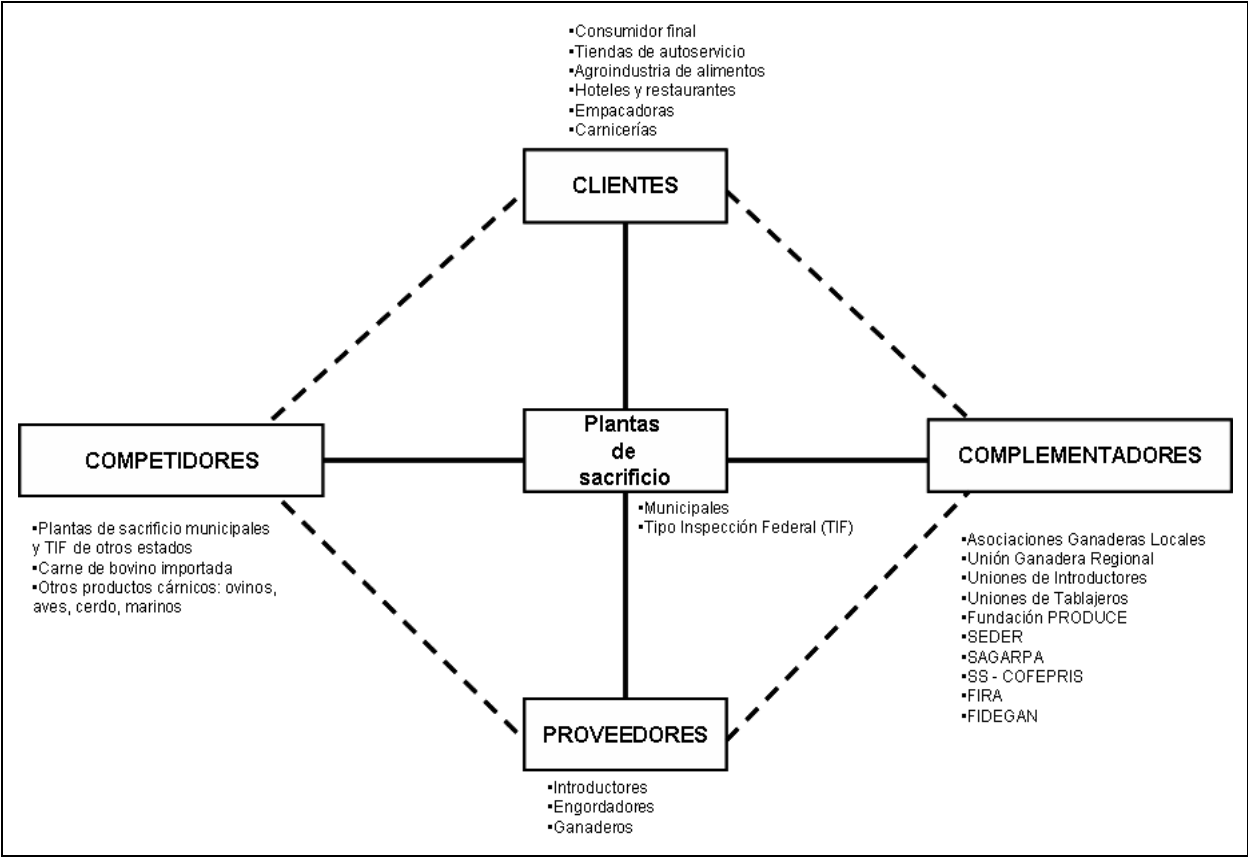 ▪Consumidor final
▪Tiendas de autoservicio
▪Agroindustria de alimentos
▪Hoteles y restaurantes
▪Empacadoras
▪Carnicerías
CLIENTES
COMPETIDORES
▪Plantas de sacrificio municipales
y TIF de otros estados
▪Carne de bovino importada
▪Otros productos cárnicos: ovinos,
aves, cerdo, marinos
Plantas
de
sacrificio
▪Municipales
▪Tipo Inspección Federal (TIF)
COMPLEMENTADORES
▪Asociaciones Ganaderas Locales
▪Unión Ganadera Regional
▪Uniones de Introductores
▪Uniones de Tablajeros
▪Fundación PRODUCE
▪SEDER
▪SAGARPA
▪SS - COFEPRIS
▪FIRA
▪FIDEGAN
PROVEEDORES
▪Introductores
▪Engordadores
▪Ganaderos